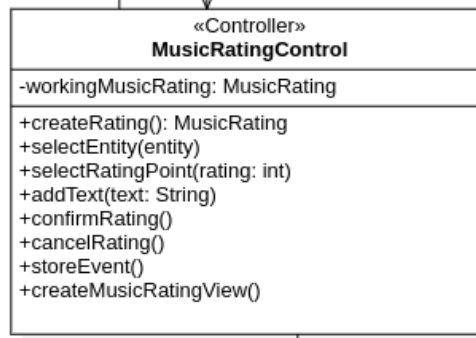 «Controller»
MusicRatingControl
-workingMusicRating: MusicRating
+createRating(): MusicRating
+selectEntity(entity)
+selectRatingPoint(rating: int)
+addText(text: String)
+confirmRating()
+cancelRating()
+storeEvent()
+createMusicRatingView()